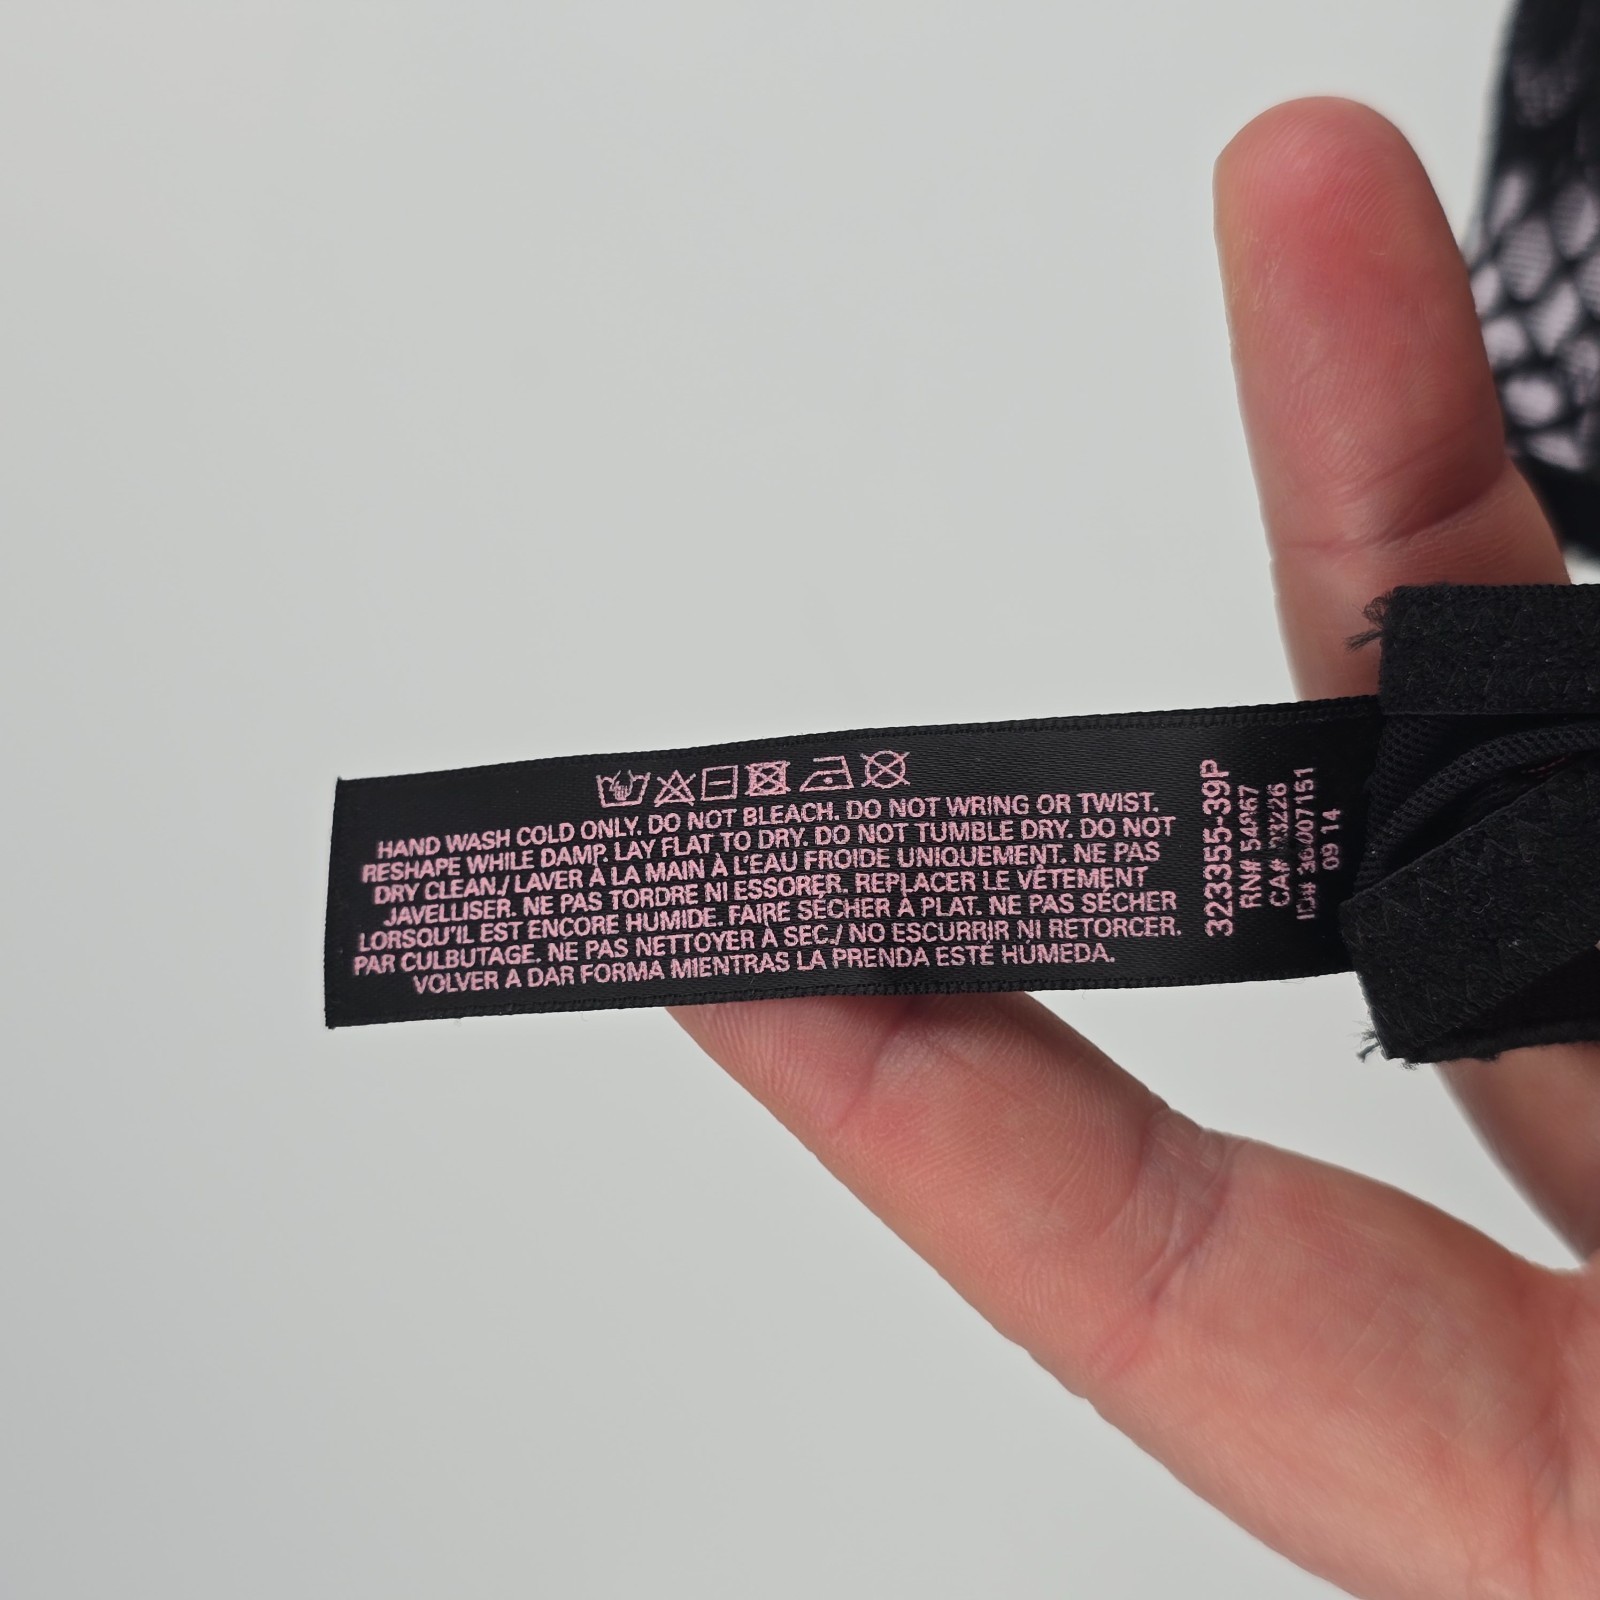 HAND WASH COLD ONLY. DO NOT BLEACH. DO NOT WRING OR TWIST.
RESHAPE WHILE DAMP. LAY FLAT TO DRY. DO NOT TUMBLE DRY. DO NOT
DRY CLEAN./ LAVER À LA MAIN À L'EAU FROIDE UNIQUEMENT. NE PAS
JAVELLISER. NE PAS TORDRE NI ESSORER. REPLACER LE VÊTEMENT
LORSQU'IL EST ENCORE HUMIDE. FAIRE SÉCHER À PLAT. NE PAS SÉCHER
PAR CULBUTAGE. NE PAS NETTOYER À SEC./ NO ESCURRIR NI RETORCER.
VOLVER A DAR FORMA MIENTRAS LA PRENDA ESTÉ HÚMEDA.
323355-39P
RN# 54867
CA#
ID#
09 14